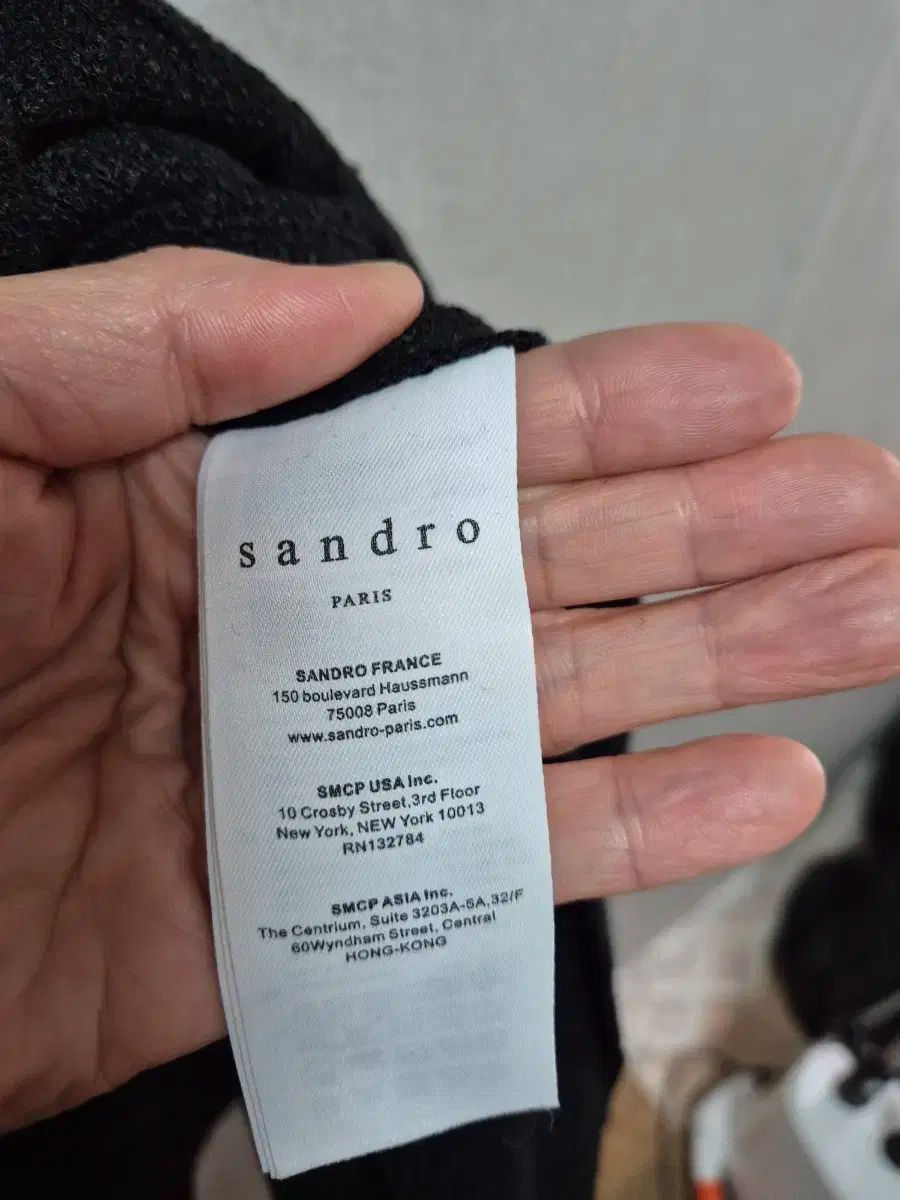 sandro
PARIS
SANDRO FRANCE
150 boulevard Haussmann
75008 Paris
www.sandro-paris.com
SMCP USA Inc.
10 Crosby Street,3rd Floor
New York, NEW York 10013
RN132784
SMCP ASIA Inc.
The Centrium, Suite 3203A-5A,32/F
60Wyndham Street, Central
HONG-KONG